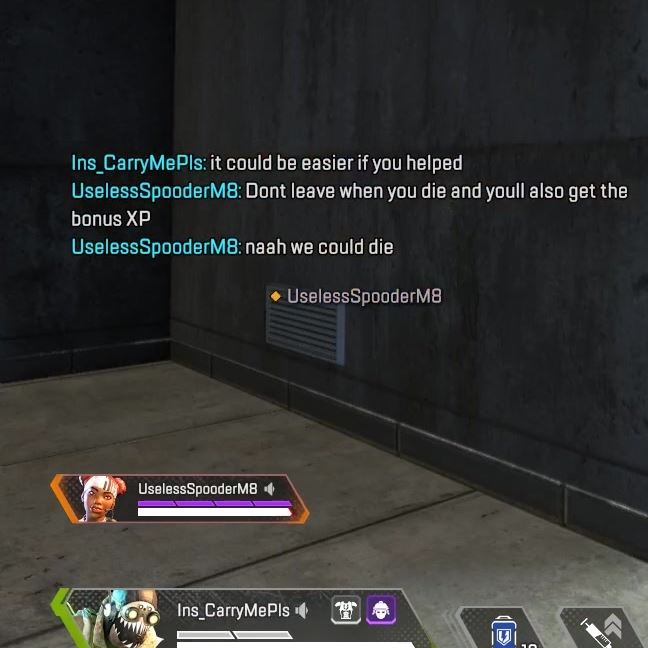 Ins_CarryMePls: it could be easier if you helped
UselessSpooderM8: Dont leave when you die and youll also get the
bonus XP
UselessSpooderM8: naah we could die
UselessSpooderM8
UselessSpooderM8
Ins_CarryMePls